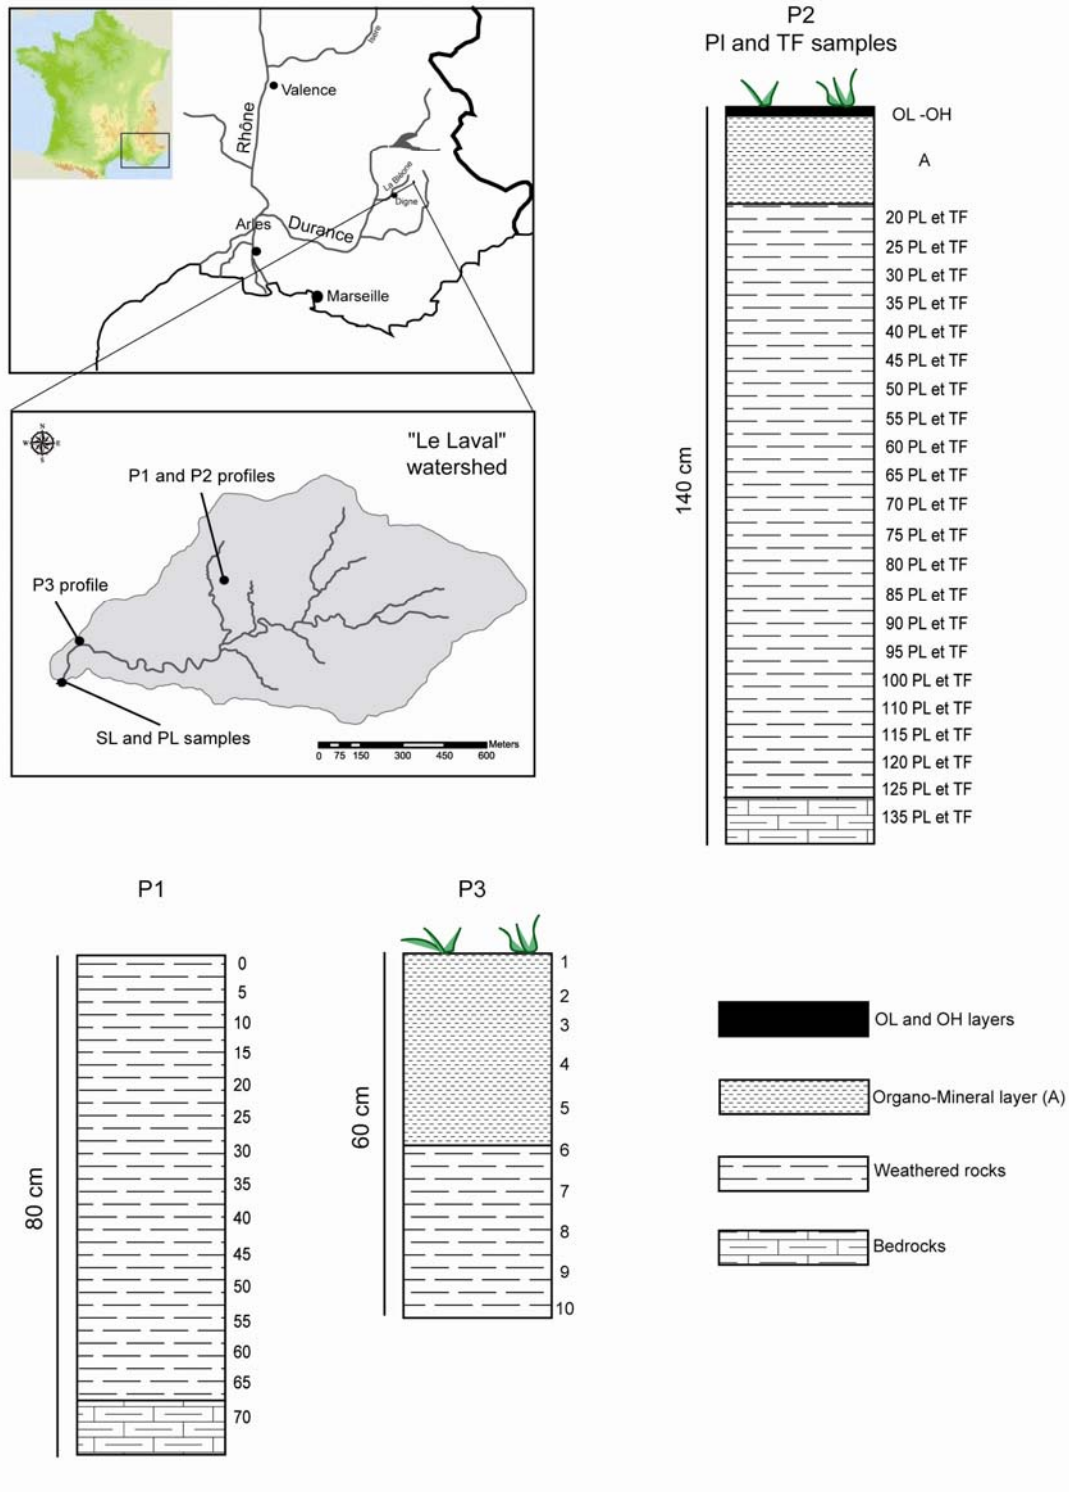 Isère
Valence
Rhône
La Bléone
Digne
Arles
Durance
Marseille
N
W E
S
"Le Laval"
watershed
P1 and P2 profiles
P3 profile
SL and PL samples
Meters
0 75 150 300 450 600
P2
Pl and TF samples
OL -OH
A
20 PL et TF
25 PL et TF
30 PL et TF
35 PL et TF
40 PL et TF
45 PL et TF
50 PL et TF
55 PL et TF
60 PL et TF
65 PL et TF
70 PL et TF
75 PL et TF
80 PL et TF
85 PL et TF
90 PL et TF
95 PL et TF
100 PL et TF
110 PL et TF
115 PL et TF
120 PL et TF
125 PL et TF
135 PL et TF
140 cm
P1
0
5
10
15
20
25
30
35
40
45
50
55
60
65
70
80 cm
P3
1
2
3
4
5
6
7
8
9
10
60 cm
OL and OH layers
Organo-Mineral layer (A)
Weathered rocks
Bedrocks